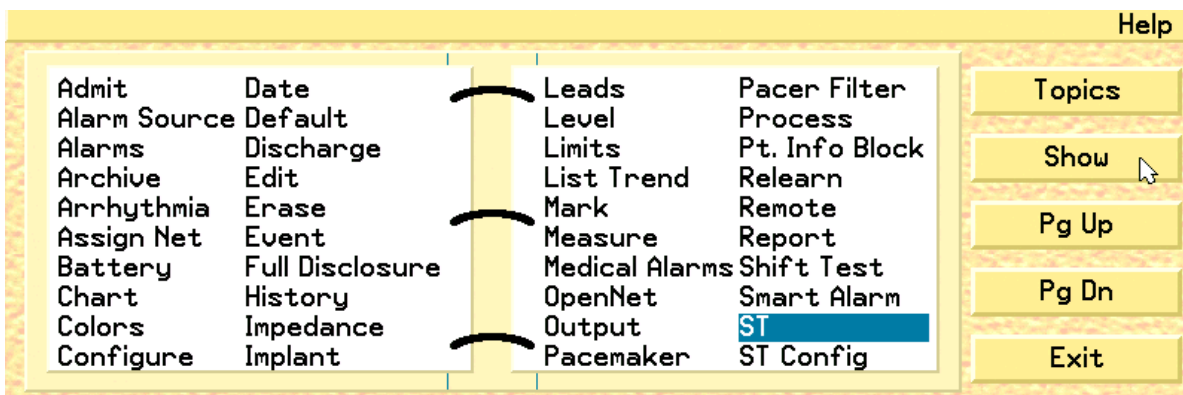 Help
Admit
Alarm Source
Alarms
Archive
Arrhythmia
Assign Net
Battery
Chart
Colors
Configure
Date
Default
Discharge
Edit
Erase
Event
Full Disclosure
History
Impedance
Implant
Leads
Level
Limits
List Trend
Mark
Measure
Medical Alarms
OpenNet
Output
Pacemaker
Pacer Filter
Process
Pt. Info Block
Relearn
Remote
Report
Shift Test
Smart Alarm
ST
ST Config
Topics
Show
Pg Up
Pg Dn
Exit